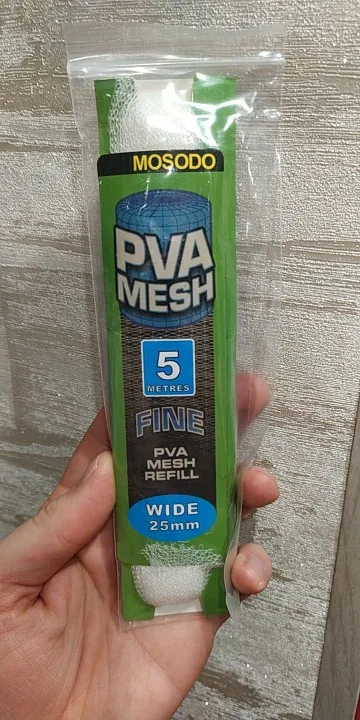 MOSODO
PVA
MESH
5
METRES
FINE
PVA
MESH
REFILL
WIDE
25mm